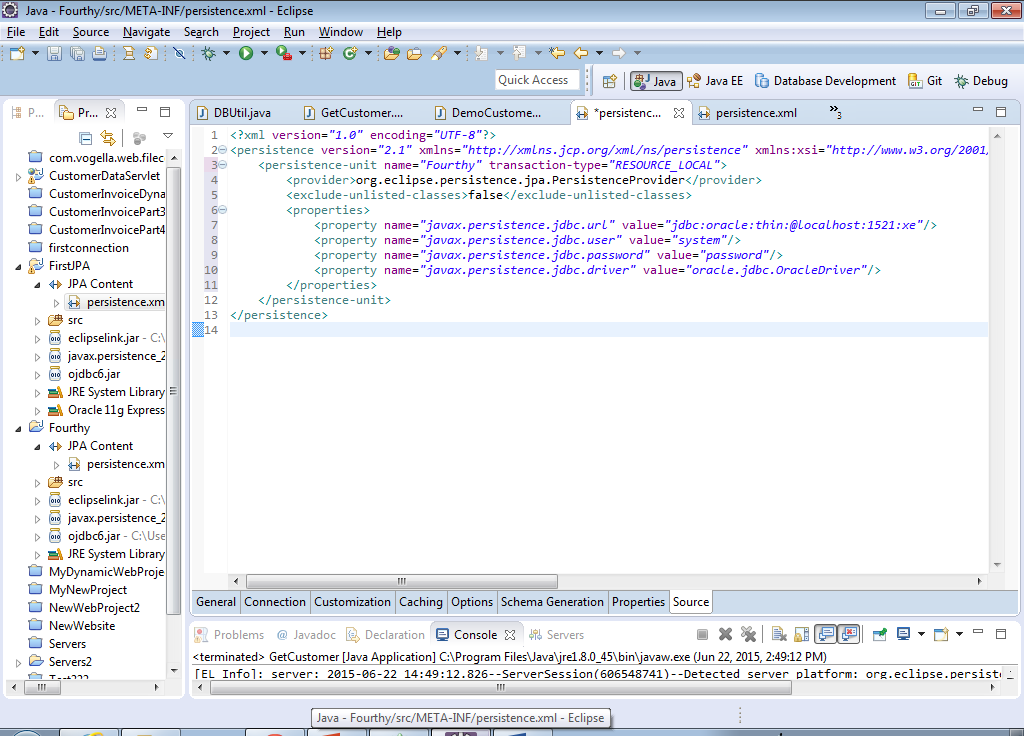 Java - Fourthy/src/META-INF/persistence.xml - Eclipse
File Edit Source Navigate Search Project Run Window Help
Quick Access
Java
Java EE
Database Development
Git
Debug
P...
Pr...
DBUtil.java
GetCustomer....
DemoCustome...
*persistenc...
persistence.xml
3
com.vogella.web.filec
CustomerDataServlet
CustomerInvoiceDyna
CustomerInvoicePart3
CustomerInvoicePart4
firstconnection
FirstJPA
JPA Content
persistence.xm
src
eclipselink.jar - C:\
javax.persistence_2
ojdbc6.jar
JRE System Library
Oracle 11g Express
Fourthy
JPA Content
persistence.xm
src
eclipselink.jar - C:\
javax.persistence_2
ojdbc6.jar - C:\Use
JRE System Library
MyDynamicWebProje
MyNewProject
NewWebProject2
NewWebsite
Servers
Servers2
Test222
1 <?xml version="1.0" encoding="UTF-8"?>
2 <persistence version="2.1" xmlns="http://xmlns.jcp.org/xml/ns/persistence" xmlns:xsi="http://www.w3.org/2001/
3 <persistence-unit name="Fourthy" transaction-type="RESOURCE_LOCAL">
4 <provider>org.eclipse.persistence.jpa.PersistenceProvider</provider>
5 <exclude-unlisted-classes>false</exclude-unlisted-classes>
6 <properties>
7 <property name="javax.persistence.jdbc.url" value="jdbc:oracle:thin:@localhost:1521:xe"/>
8 <property name="javax.persistence.jdbc.user" value="system"/>
9 <property name="javax.persistence.jdbc.password" value="password"/>
10 <property name="javax.persistence.jdbc.driver" value="oracle.jdbc.OracleDriver"/>
11 </properties>
12 </persistence-unit>
13 </persistence>
14
General Connection Customization Caching Options Schema Generation Properties Source
Problems @ Javadoc Declaration Console Servers
<terminated> GetCustomer [Java Application] C:\Program Files\Java\jre1.8.0_45\bin\javaw.exe (Jun 22, 2015, 2:49:12 PM)
[EL Info]: server: 2015-06-22 14:49:12.826--ServerSession(606548741)--Detected server platform: org.eclipse.persiste
Java - Fourthy/src/META-INF/persistence.xml - Eclipse